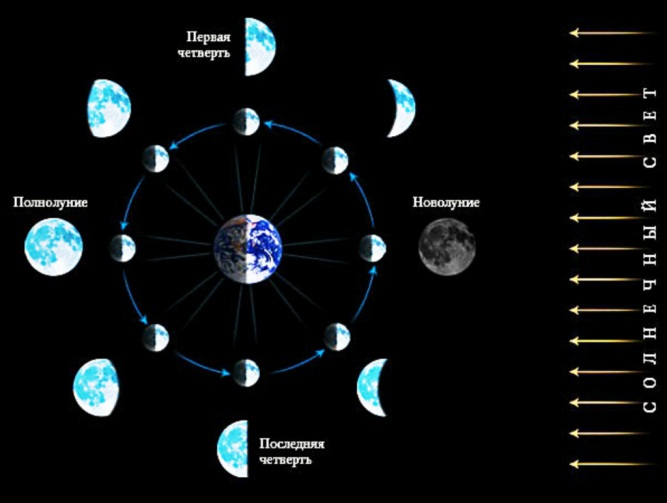 Первая
четверть
Полнолуние
Новолуние
Последняя
четверть
СОЛНЕЧНЫЙ СВЕТ